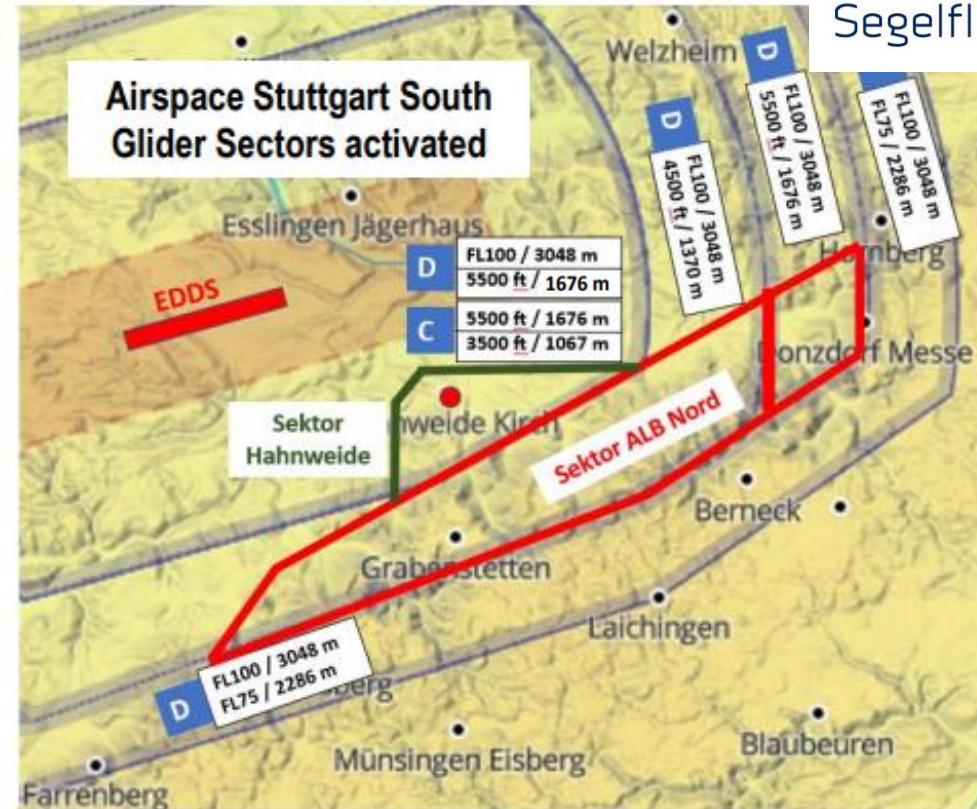 Segelfl
Airspace Stuttgart South
Glider Sectors activated
Welzheim
D
FL100 / 3048 m
5500 ft / 1676 m
FL100 / 3048 m
FL75 / 2286 m
D
FL100 / 3048 m
4500 ft / 1370 m
Esslingen Jägerhaus
D
FL100 / 3048 m
5500 ft / 1676 m
C
5500 ft / 1676 m
3500 ft / 1067 m
EDDS
Donzdorf Messe
Sektor
Hahnweide
Sektor ALB Nord
Berneck
Grabenstetten
Laichingen
D
FL100 / 3048 m
FL75 / 2286 m
Münsingen Eisberg
Blaubeuren
Farrenberg